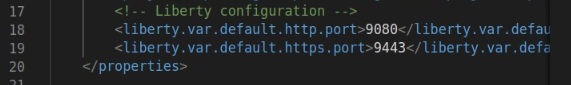 17 <!-- Liberty configuration -->
18 <liberty.var.default.http.port>9080</liberty.var.defau
19 <liberty.var.default.https.port>9443</liberty.var.defa
20 </properties>